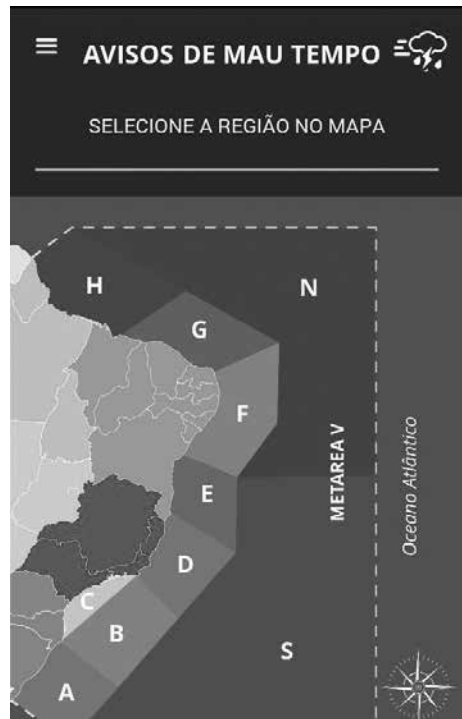 AVISOS DE MAU TEMPO
SELECIONE A REGIÃO NO MAPA
H
N
G
F
METAREA V
Oceano Atlântico
E
D
C
B
S
A